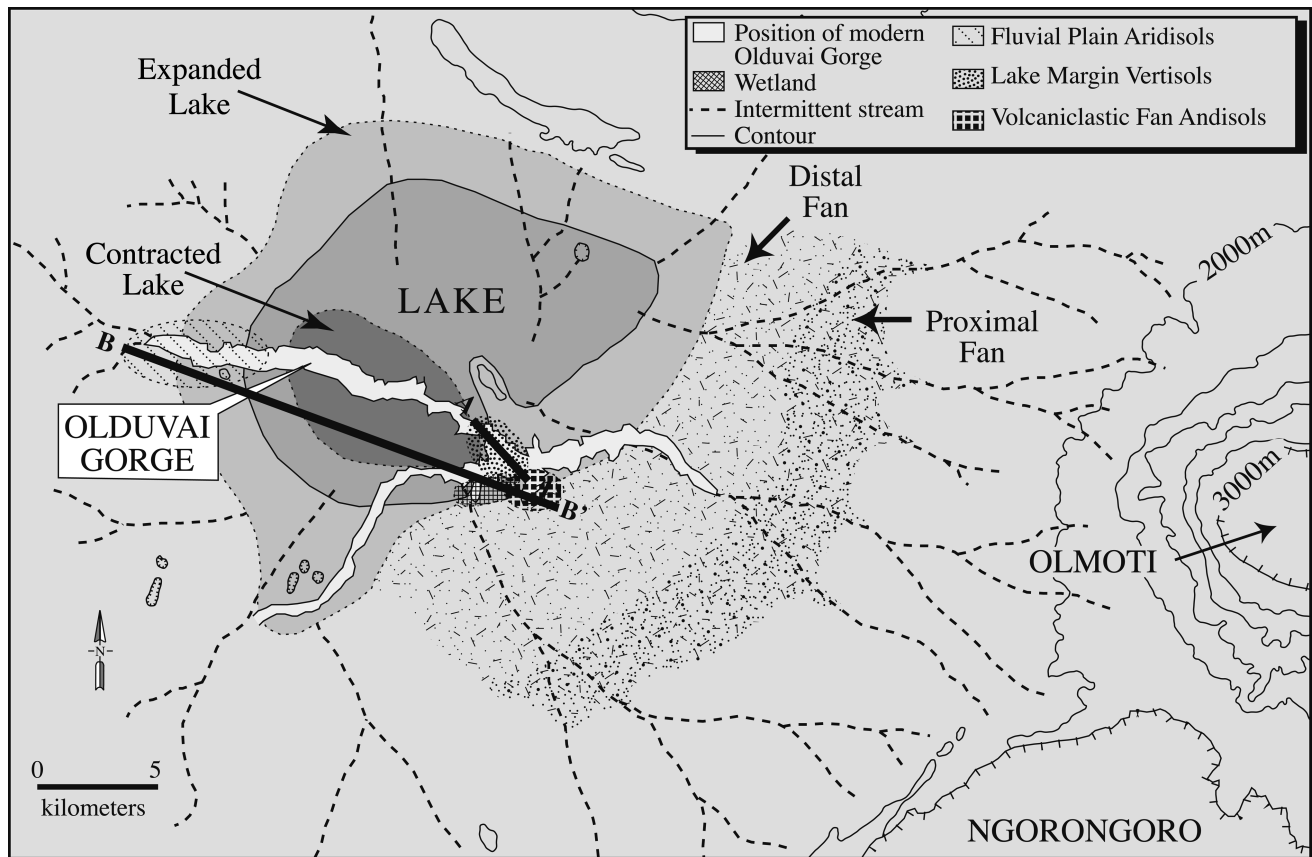 Position of modern
Olduvai Gorge
Wetland
Intermittent stream
Contour
Fluvial Plain Aridisols
Lake Margin Vertisols
Volcaniclastic Fan Andisols
Expanded
Lake
Distal
Fan
2000m
Contracted
Lake
LAKE
Proximal
Fan
B
A
OLDUVAI
GORGE
3000m
B'
OLMOTI
N
0 5
kilometers
NGORONGORO